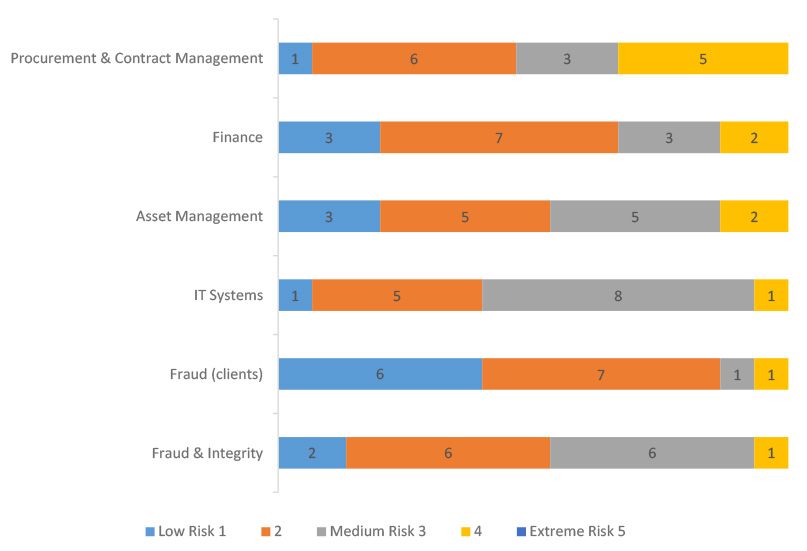 Procurement & Contract Management 1 6 3 5
Finance 3 7 3 2
Asset Management 3 5 5 2
IT Systems 1 5 8 1
Fraud (clients) 6 7 1 1
Fraud & Integrity 2 6 6 1
Low Risk 1 2 Medium Risk 3 4 Extreme Risk 5